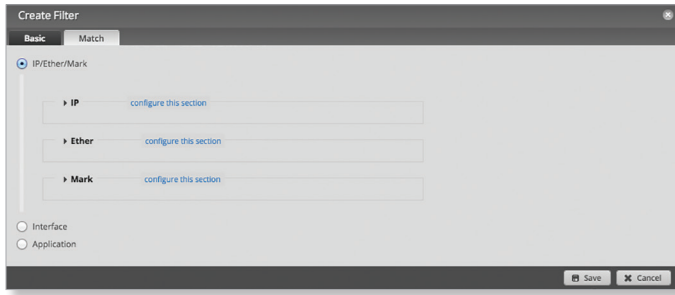 Create Filter
Basic Match
IP/Ether/Mark
IP configure this section
Ether configure this section
Mark configure this section
Interface
Application
Save Cancel